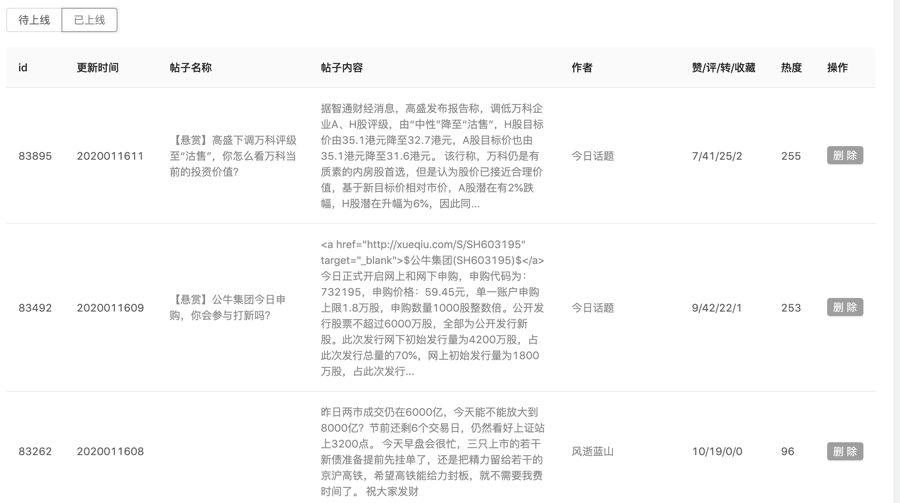 待上线 已上线
id 更新时间 帖子名称 帖子内容 作者 赞/评/转/收藏 热度 操作
据智通财经消息，高盛发布报告称，调低万科企
业A、H股评级，由“中性”降至“沽售”，H股目标
【悬赏】高盛下调万科评级 价由35.1港元降至32.7港元，A股目标价也由
83895 2020011611 至“沽售”，你怎么看万科当 35.1港元降至31.6港元。 该行称，万科仍是有 今日话题 7/41/25/2 255 删 除
前的投资价值？ 质素的内房股首选，但是认为股价已接近合理价
值，基于新目标价相对市价，A股潜在有2%跌
幅，H股潜在升幅为6%，因此同...
<a href="http://xueqiu.com/S/SH603195"
target="_blank">$公牛集团(SH603195)$</a>
今日正式开启网上和网下申购，申购代码为：
732195，申购价格：59.45元，单一账户申购
【悬赏】公牛集团今日申 上限1.8万股，申购数量1000股整数倍。公开发
83492 2020011609 购，你会参与打新吗？ 行股票不超过6000万股，全部为公开发行新 今日话题 9/42/22/1 253 删 除
股。此次发行网下初始发行量为4200万股，占
此次发行总量的70%，网上初始发行量为1800
万股，占此次发行...
昨日两市成交仍在6000亿，今天能不能放大到
8000亿？节前还剩6个交易日，仍然看好上证站
上3200点。 今天早盘会很忙，三只上市的若干
83262 2020011608 新债准备提前先挂单了，还是把精力留给若干的 风逝蓝山 10/19/0/0 96 删 除
京沪高铁，希望高铁能给力封板，就不需要我费
时间了。 祝大家发财